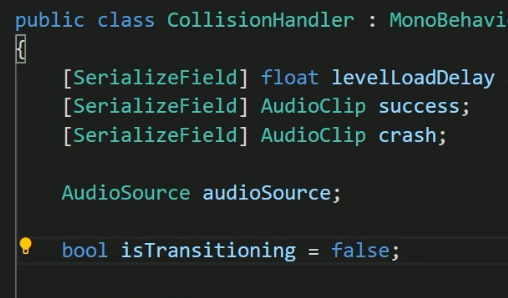 public class CollisionHandler : MonoBehavi
{
[SerializeField] float levelLoadDelay
[SerializeField] AudioClip success;
[SerializeField] AudioClip crash;
AudioSource audioSource;
bool isTransitioning = false;